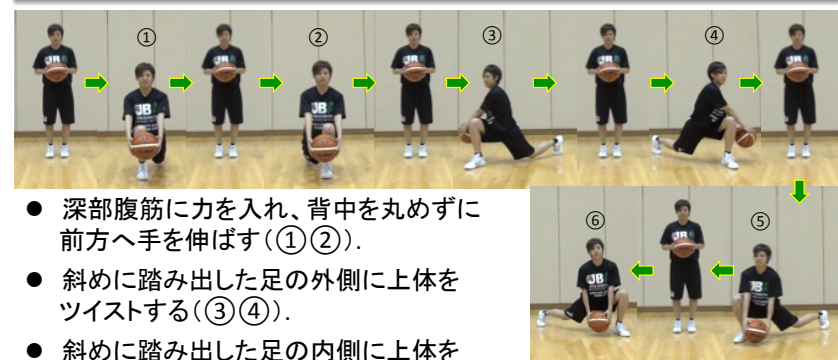 ①
②
③
④
● 深部腹筋に力を入れ、背中を丸めずに
前方へ手を伸ばす(①②).
● 斜めに踏み出した足の外側に上体を
ツイストする(③④).
● 斜めに踏み出した足の内側に上体を
⑥
⑤